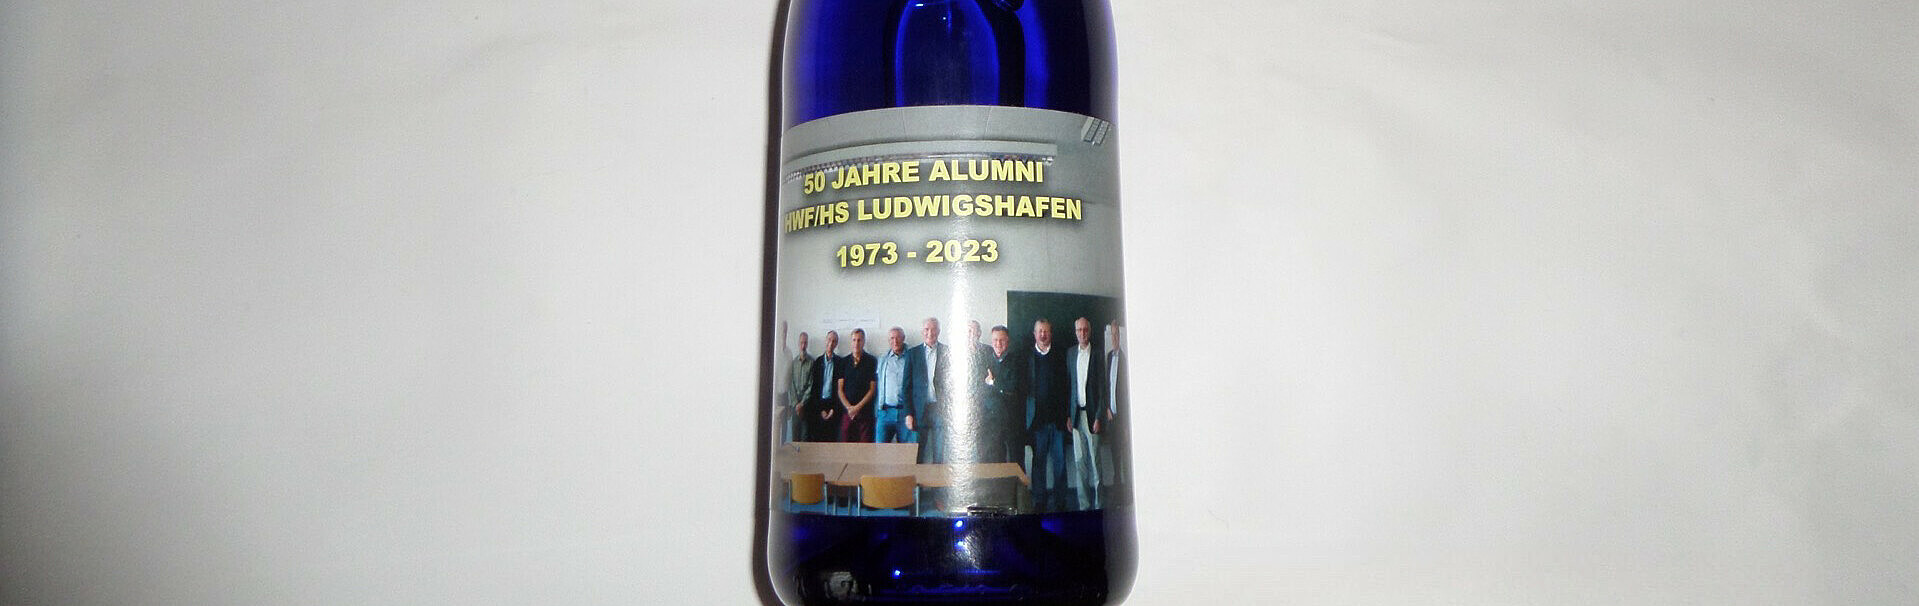 50 JAHRE ALUMNI
HWF/HS LUDWIGSHAFEN
1973 - 2023